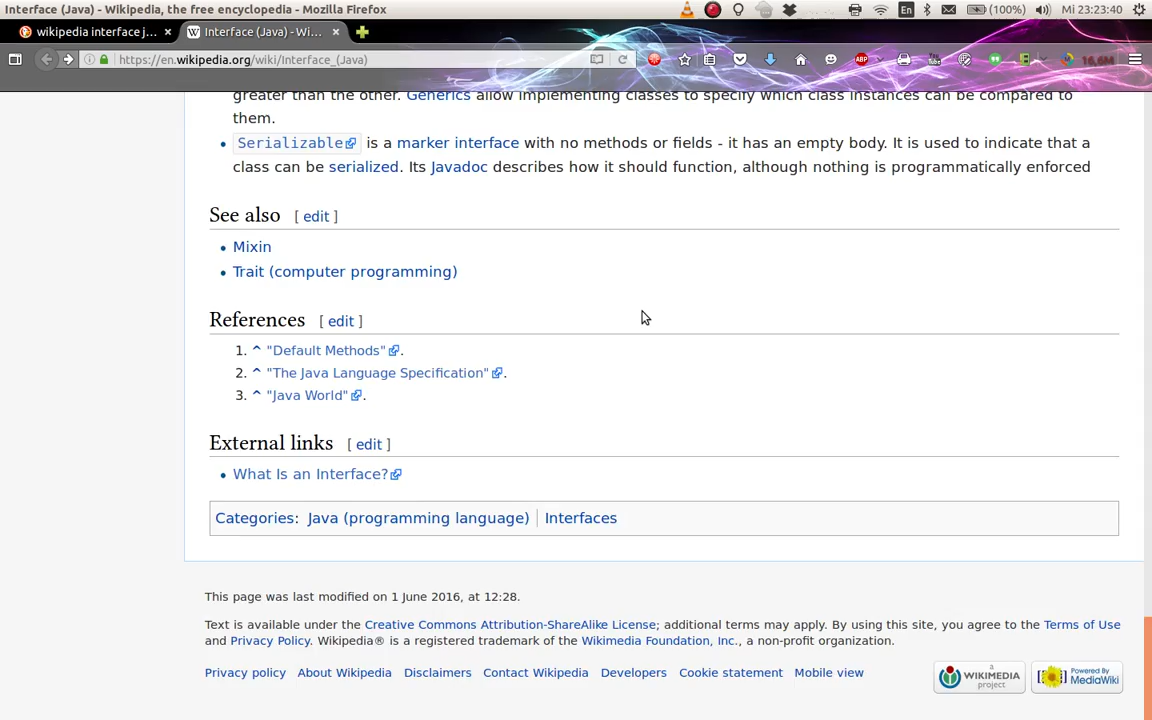 Interface (Java) - Wikipedia, the free encyclopedia - Mozilla Firefox
En
(100%)
Mi 23:23:40
wikipedia interface j...
Interface (Java) - Wi...
https://en.wikipedia.org/wiki/Interface_(Java)
ABP
16,6M
greater than the other. Generics allow implementing classes to specify which class instances can be compared to
them.
Serializable is a marker interface with no methods or fields - it has an empty body. It is used to indicate that a
class can be serialized. Its Javadoc describes how it should function, although nothing is programmatically enforced
See also [ edit ]
Mixin
Trait (computer programming)
References [ edit ]
1. ^ "Default Methods".
2. ^ "The Java Language Specification".
3. ^ "Java World".
External links [ edit ]
What Is an Interface?
Categories: Java (programming language) | Interfaces
This page was last modified on 1 June 2016, at 12:28.
Text is available under the Creative Commons Attribution-ShareAlike License; additional terms may apply. By using this site, you agree to the Terms of Use
and Privacy Policy. Wikipedia® is a registered trademark of the Wikimedia Foundation, Inc., a non-profit organization.
Privacy policy About Wikipedia Disclaimers Contact Wikipedia Developers Cookie statement Mobile view
a WIKIMEDIA project
Powered By MediaWiki